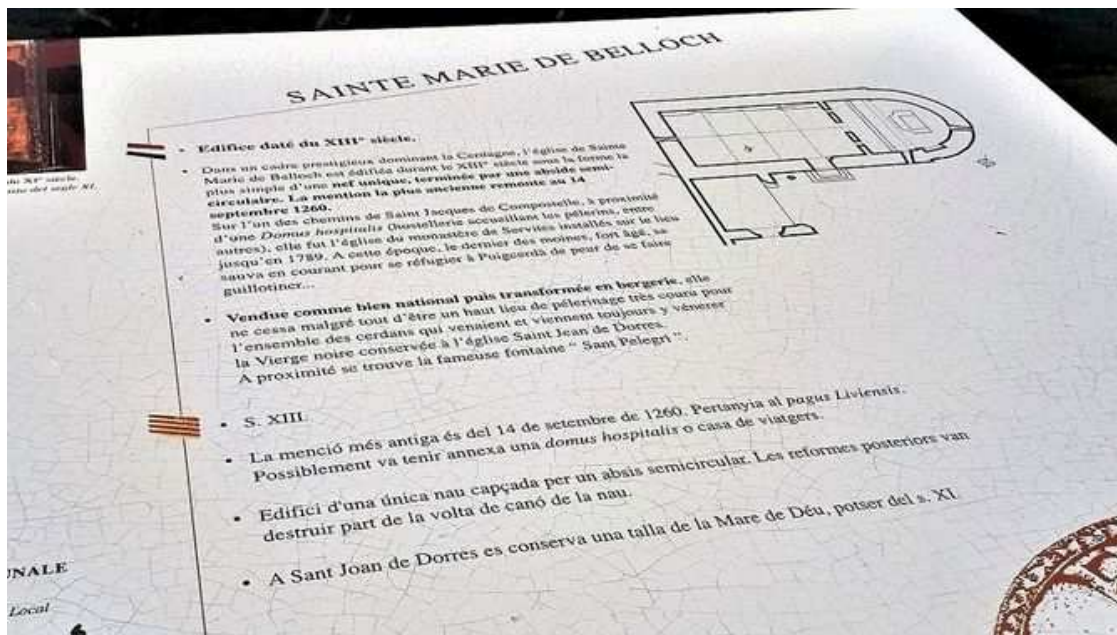 SAINTE MARIE DE BELLOCH
• Edifice daté du XIIIe siècle.
• Dans un cadre prestigieux dominant la Cerdagne, l'église de Sainte
Marie de Belloch est édifiée durant le XIIIe siècle sous la forme la
plus simple d'une nef unique, terminée par une abside semi-
circulaire. La mention la plus ancienne remonte au 14
septembre 1260.
Sur l'un des chemins de Saint Jacques de Compostelle, à proximité
d'une Domus hospitalis (hostellerie accueillant les pélerins, entre
autres), elle fut l'église du monastère de Servites installés sur le lieu
jusqu'en 1789. A cette époque, le dernier des moines, fort âgé, se
sauva en courant pour se réfugier à Puigcerdà de peur de se faire
guillotiner...
• Vendue comme bien national puis transformée en bergerie, elle
ne cessa malgré tout d'être un haut lieu de pélerinage très couru pour
l'ensemble des cerdans qui venaient et viennent toujours y vénérer
la Vierge noire conservée à l'église Saint Jean de Dorres.
A proximité se trouve la fameuse fontaine " Sant Pelegri ".
• S. XIII.
• La menció més antiga és del 14 de setembre de 1260. Pertanyia al pagus Liviensis.
Possiblement va tenir annexa una domus hospitalis o casa de viatgers.
• Edifici d'una única nau capçada per un absis semicircular. Les reformes posteriors van
destruir part de la volta de canó de la nau.
• A Sant Joan de Dorres es conserva una talla de la Mare de Déu, potser del s. XI.
du XIe siècle.
del segle XI.
UNALE
Local